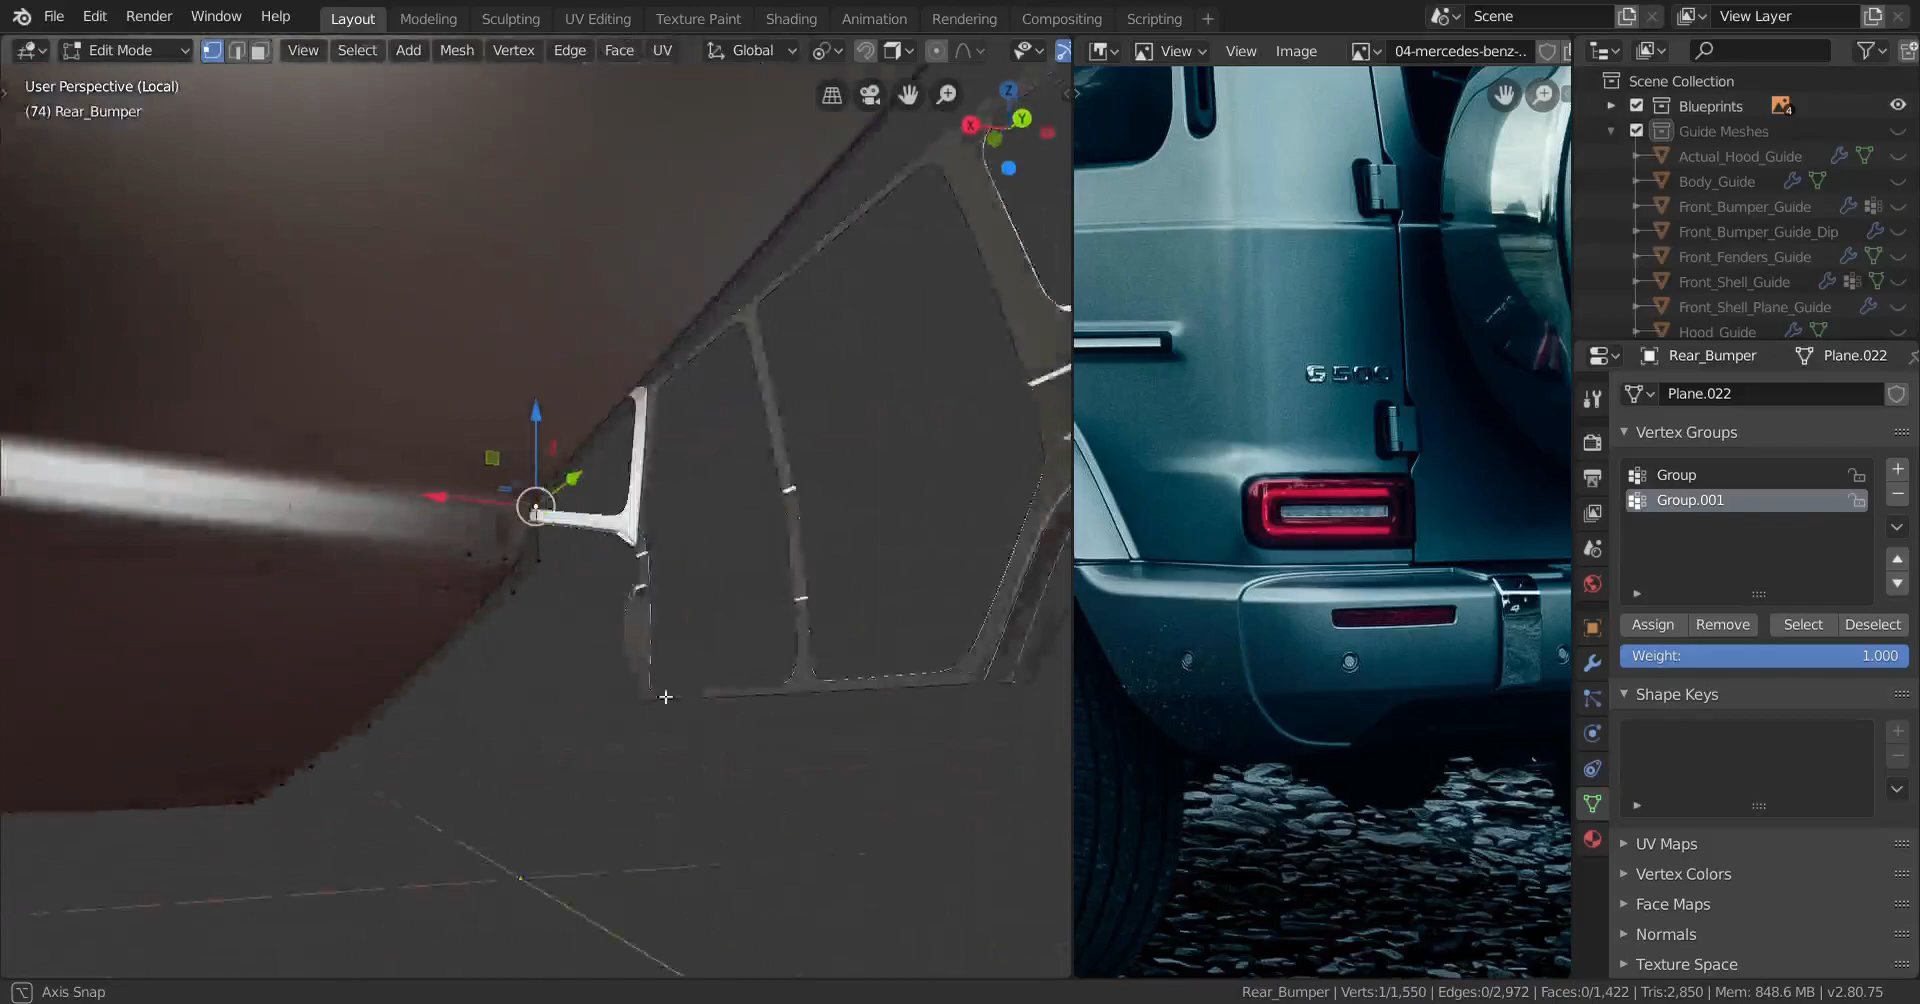 File Edit Render Window Help Layout Modeling Sculpting UV Editing Texture Paint Shading Animation Rendering Compositing Scripting + Scene View Layer
Edit Mode View Select Add Mesh Vertex Edge Face UV Global View View Image 04-mercedes-benz-..
User Perspective (Local)
(74) Rear_Bumper
Z
Y
X
G 500
Scene Collection
Blueprints 4
Guide Meshes
Actual_Hood_Guide
Body_Guide
Front_Bumper_Guide
Front_Bumper_Guide_Dip
Front_Fenders_Guide
Front_Shell_Guide
Front_Shell_Plane_Guide
Hood_Guide
Rear_Bumper Plane.022
Plane.022
Vertex Groups
Group
Group.001
Assign Remove Select Deselect
Weight: 1.000
Shape Keys
UV Maps
Vertex Colors
Face Maps
Normals
Texture Space
Axis Snap
Rear_Bumper | Verts:1/1,550 | Edges:0/2,972 | Faces:0/1,422 | Tris:2,850 | Mem: 848.6 MB | v2.80.75